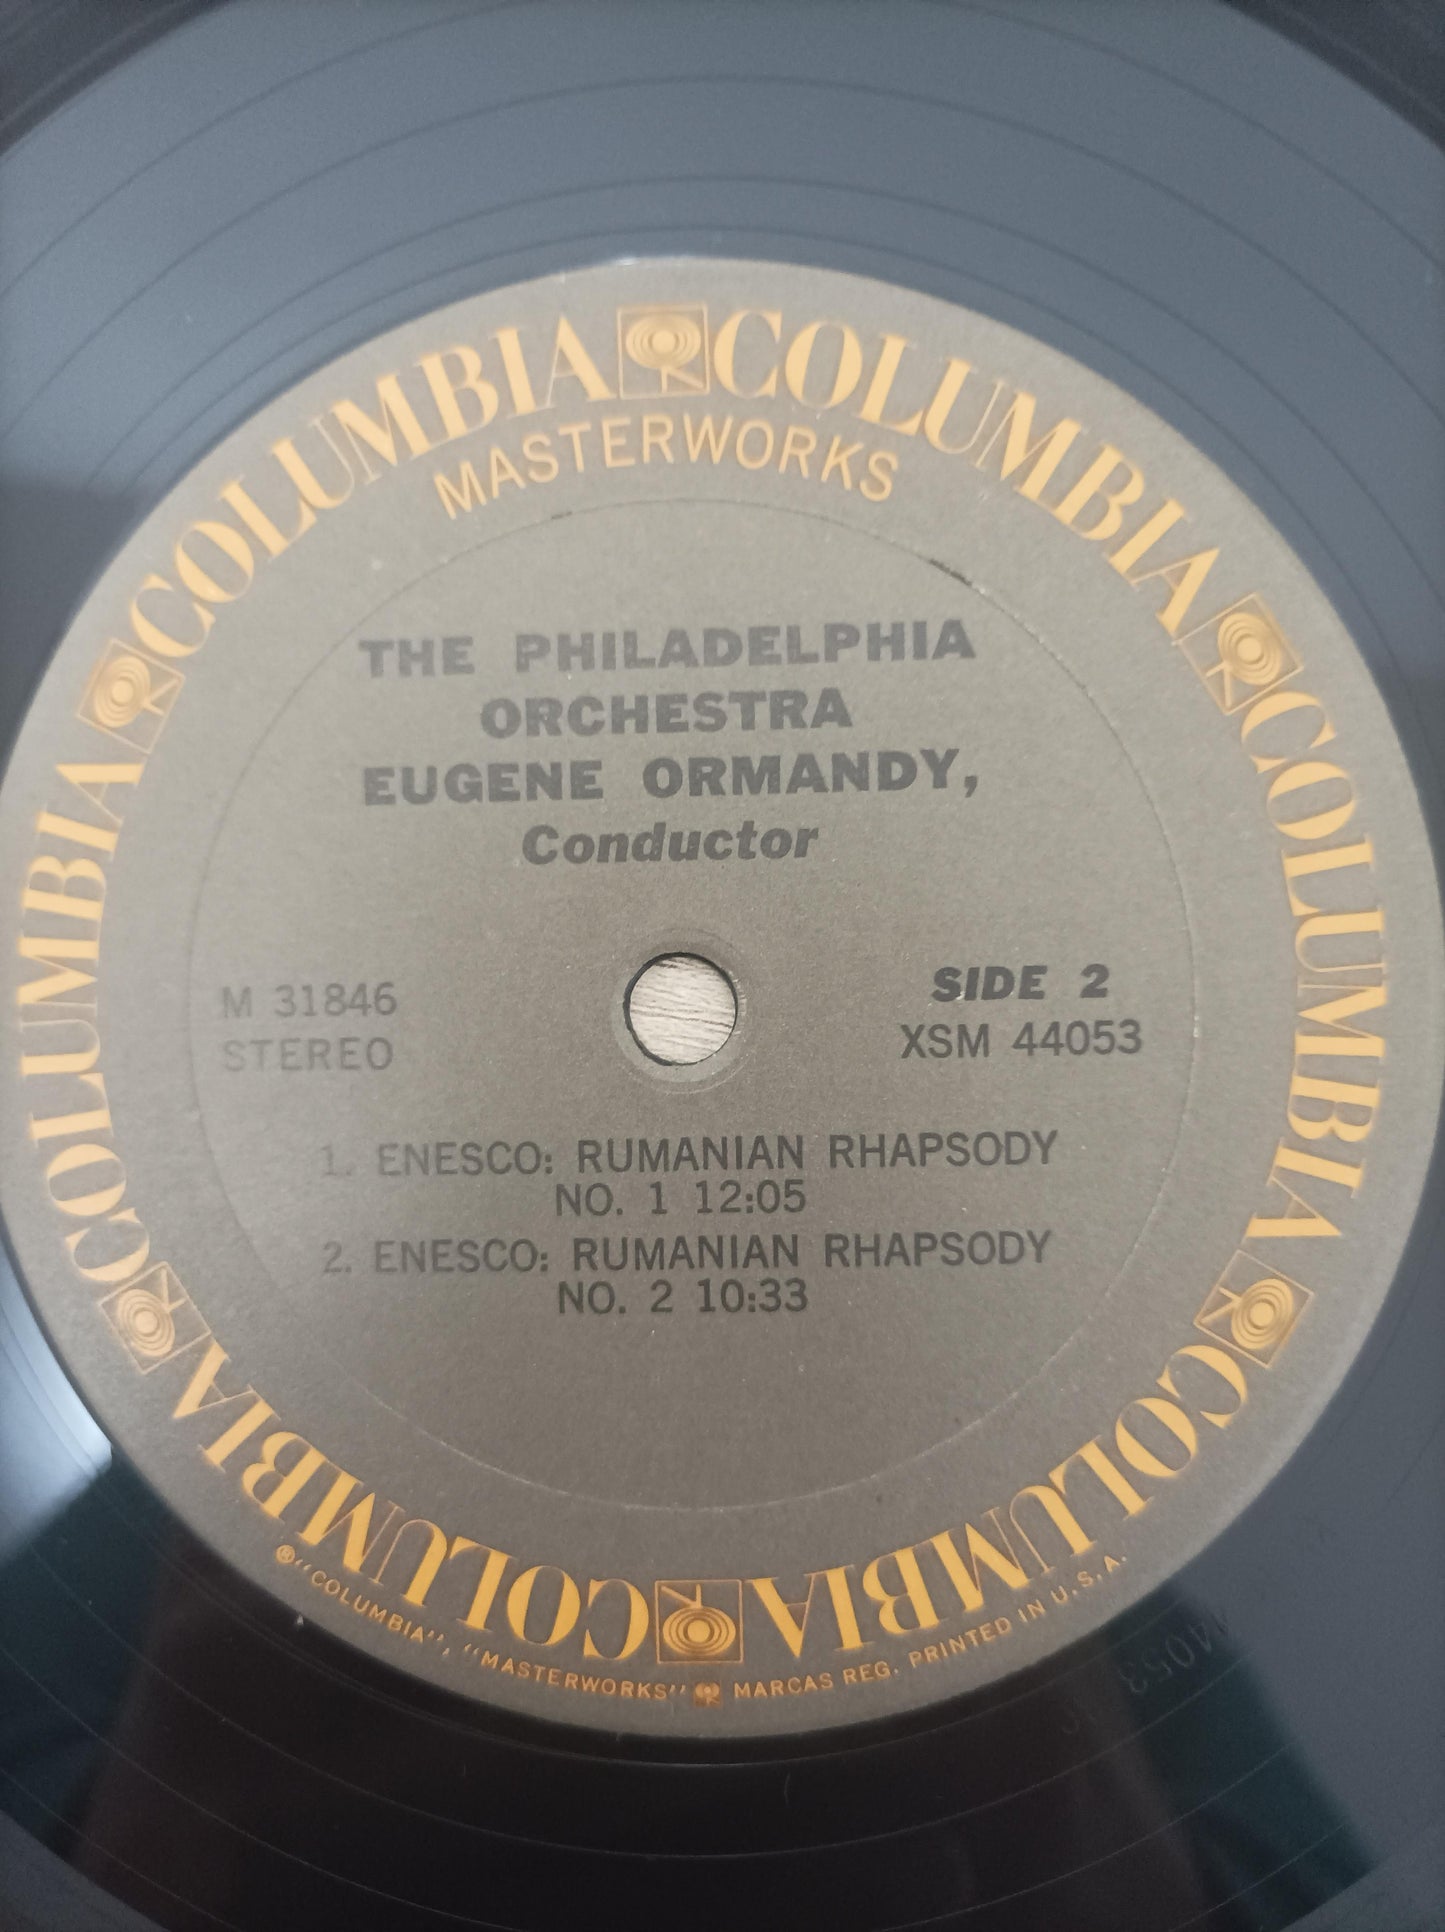 COLUMBIA COLUMBIA COLUMBIA COLUMBIA COLUMBIA COLUMBIA
MASTERWORKS
THE PHILADELPHIA
ORCHESTRA
EUGENE ORMANDY,
Conductor
M 31846
STEREO
SIDE 2
XSM 44053
1. ENESCO: RUMANIAN RHAPSODY
NO. 1 12:05
2. ENESCO: RUMANIAN RHAPSODY
NO. 2 10:33
® "COLUMBIA", "MASTERWORKS" MARCAS REG. PRINTED IN U.S.A.